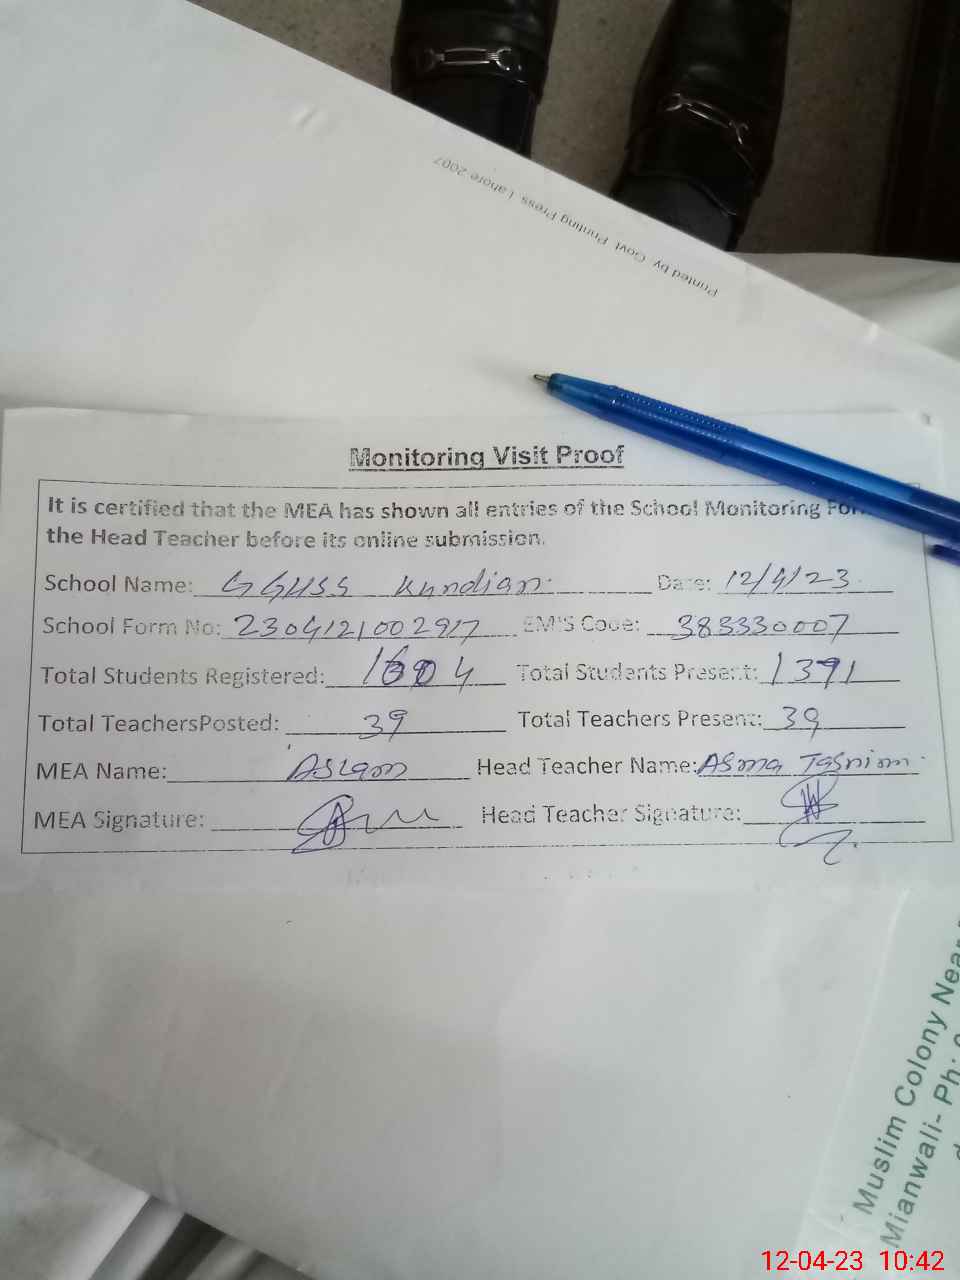 Printed by Govt. Printing Press, Lahore 2007
Monitoring Visit Proof
It is certified that the MEA has shown all entries of the School Monitoring
the Head Teacher before its online submission.
School Name: GGHSS Kundian Date: 12/4/23
School Form No: 2304121002917 EMIS Code: 383330007
Total Students Registered: Total Students Present: 1391
Total TeachersPosted: 39 Total Teachers Present: 39
MEA Name: Aslam Head Teacher Name: Asma Tasnim
MEA Signature: Head Teacher Signature:
Muslim Colony Near
Mianwali- Ph:
12-04-23 10:42